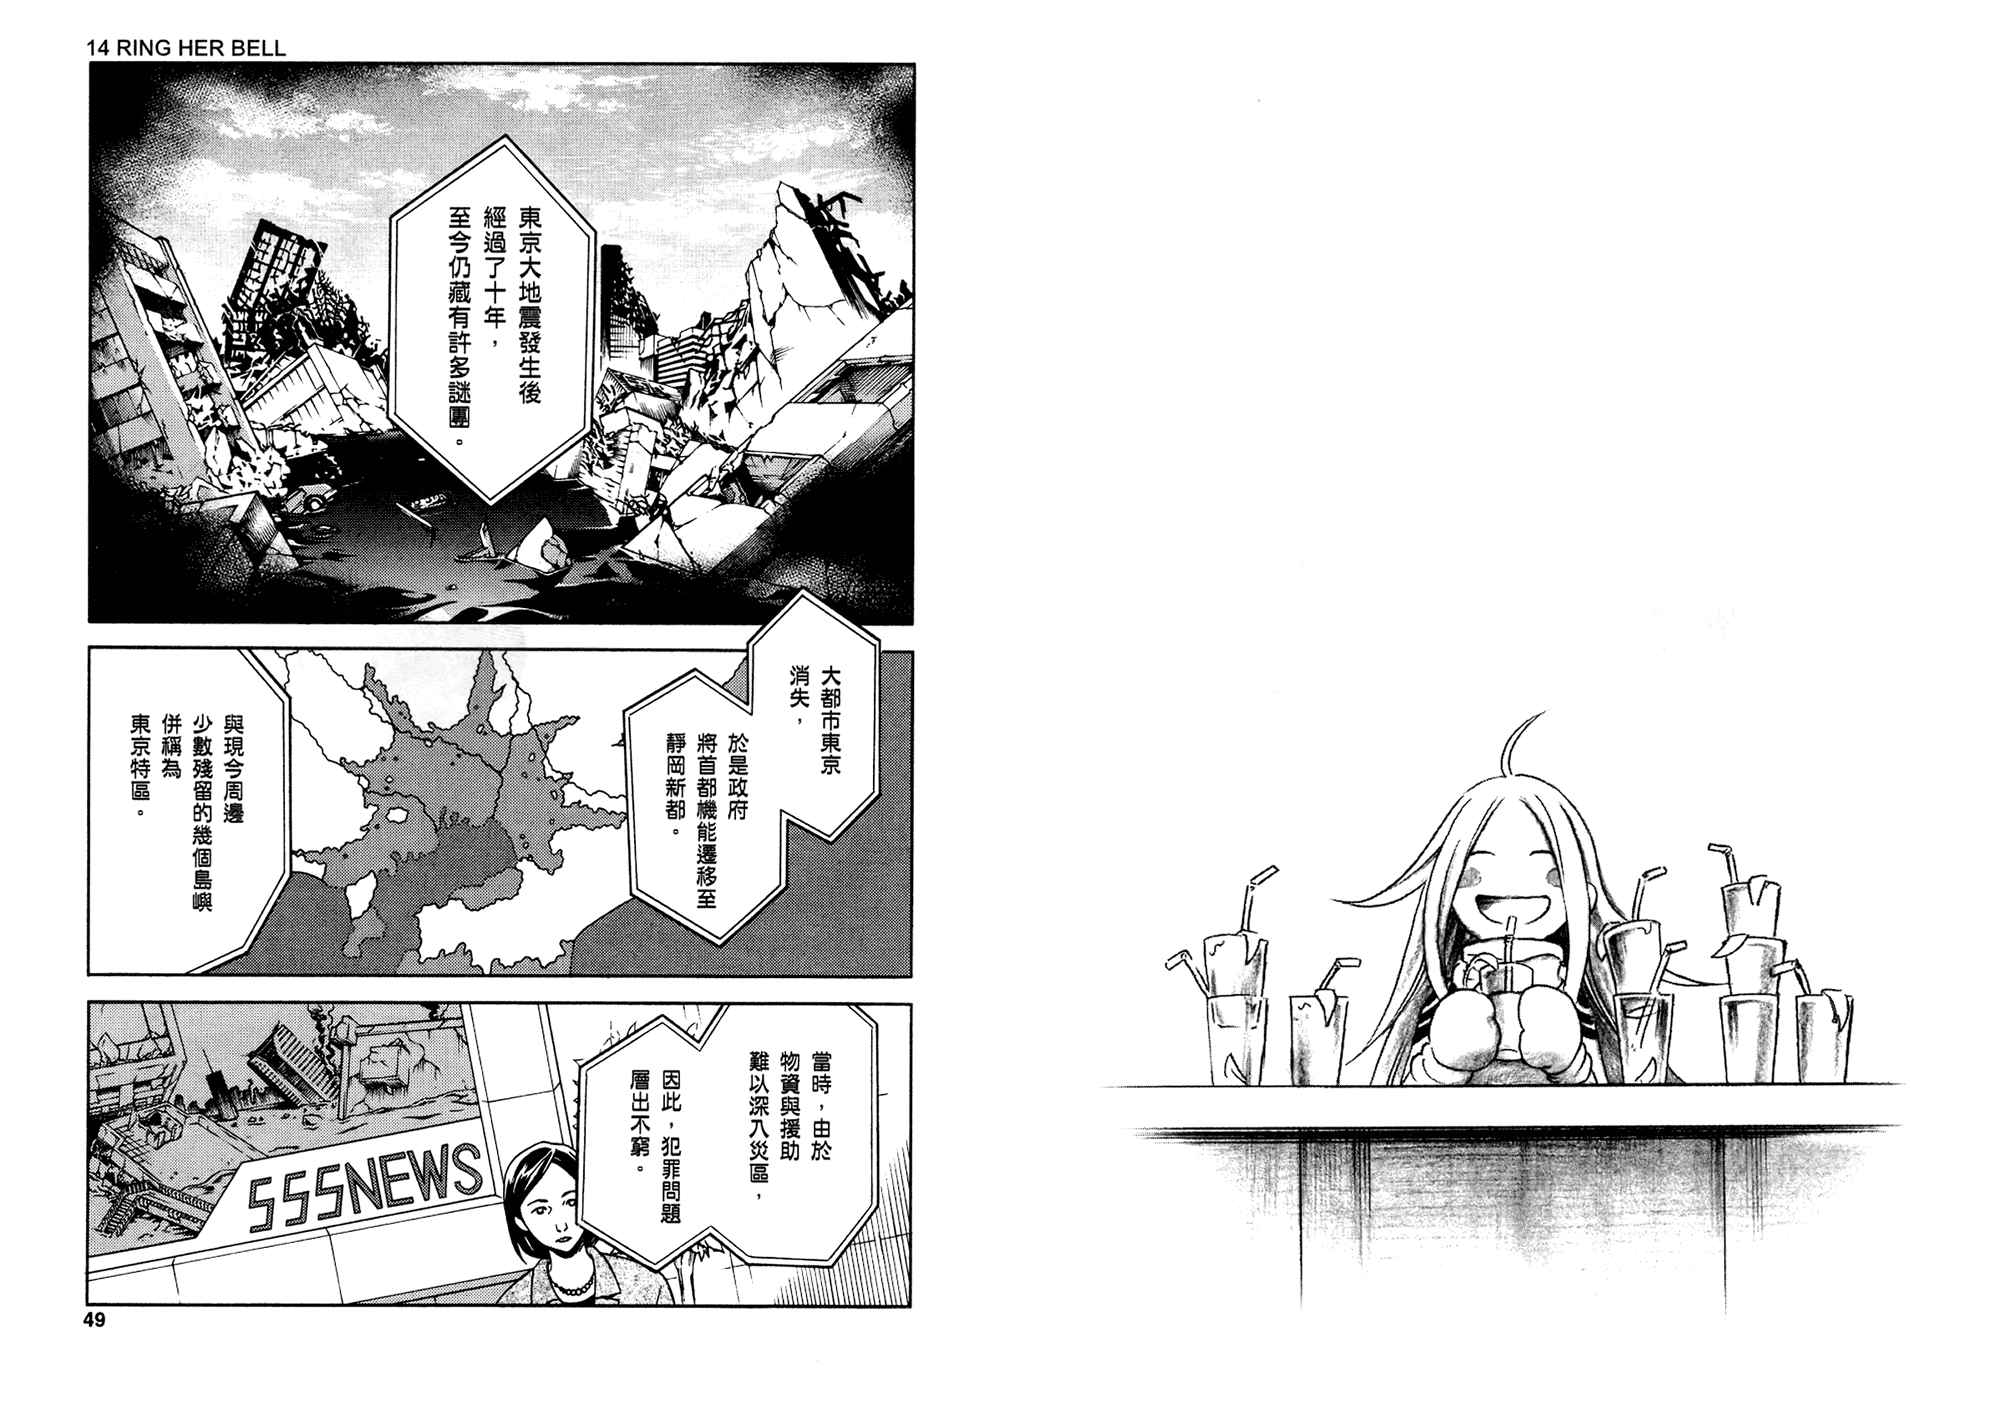 14 RING HER BELL
東京大地震發生後
經過了十年，
至今仍藏有許多謎團。
大都市東京
消失，
於是政府
將首都機能遷移至
靜岡新都。
與現今周邊
少數殘留的幾個島嶼
併稱為
東京特區。
當時，由於
物資與援助
難以深入災區，
因此，犯罪問題
層出不窮。
SSSNEWS
49